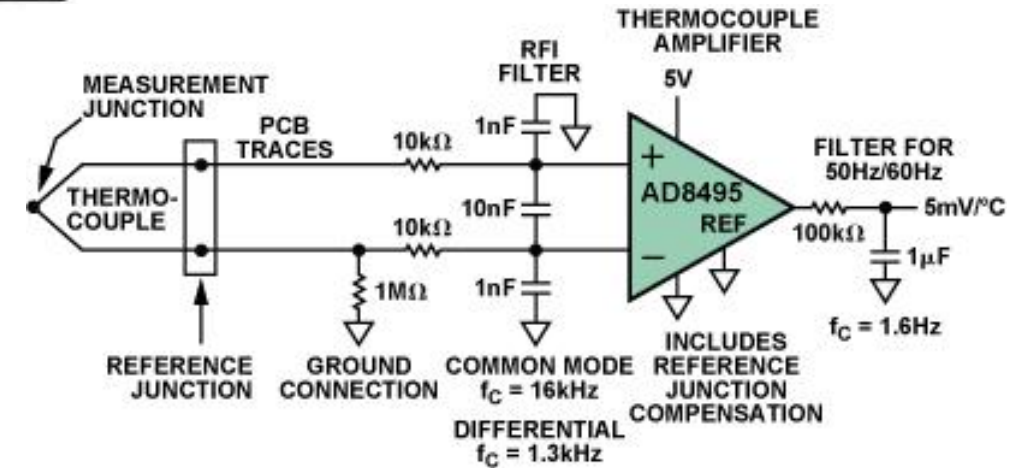 THERMOCOUPLE
AMPLIFIER
5V
RFI
FILTER
MEASUREMENT
JUNCTION
PCB
TRACES
10kΩ
1nF
THERMO-
COUPLE
10nF
10kΩ
1MΩ
1nF
+
AD8495
REF
−
FILTER FOR
50Hz/60Hz
100kΩ
5mV/°C
1µF
fC = 1.6Hz
REFERENCE
JUNCTION
GROUND
CONNECTION
COMMON MODE
fC = 16kHz
DIFFERENTIAL
fC = 1.3kHz
INCLUDES
REFERENCE
JUNCTION
COMPENSATION